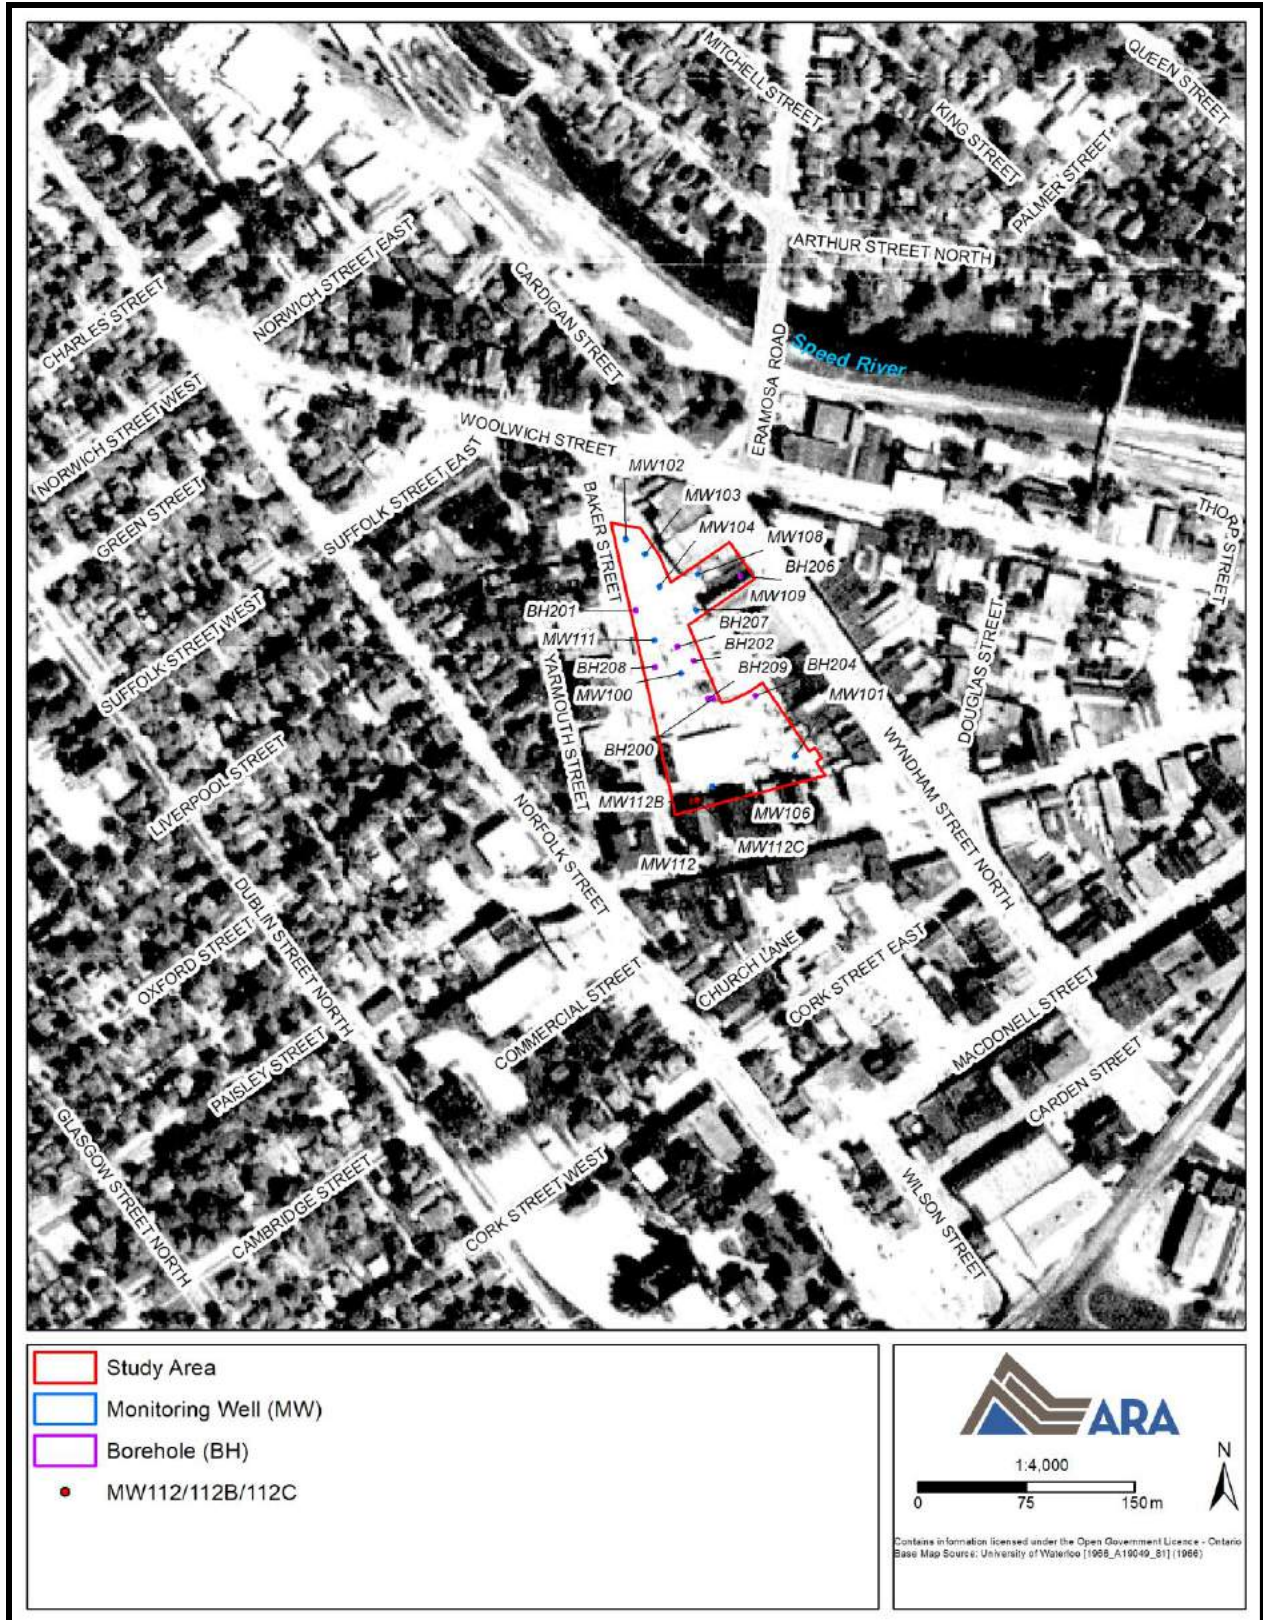 MITCHELL STREET
QUEEN STREET
KING STREET
PALMER STREET
ARTHUR STREET NORTH
NORWICH STREET EAST
CARDIGAN STREET
CHARLES STREET
ERAMOSA ROAD
Speed River
NORWICH STREET WEST
WOOLWICH STREET
SUFFOLK STREET EAST
MW102
MW103
BAKER STREET
GREEN STREET
THORP STREET
MW104
MW108
BH206
MW109
BH201
BH207
SUFFOLK STREET WEST
MW111
BH202
DOUGLAS STREET
BH208
BH209
BH204
YARMOUTH STREET
MW100
MW101
BH200
LIVERPOOL STREET
WYNDHAM STREET NORTH
MW112B
MW106
NORFOLK STREET
MW112C
MW112
DUBLIN STREET NORTH
OXFORD STREET
CHURCH LANE
CORK STREET EAST
COMMERCIAL STREET
MACDONELL STREET
PAISLEY STREET
CARDEN STREET
GLASGOW STREET NORTH
CAMBRIDGE STREET
CORK STREET WEST
WILSON STREET
Study Area
Monitoring Well (MW)
Borehole (BH)
MW112/112B/112C
ARA
1:4,000
N
0 75 150 m
Contains information licensed under the Open Government Licence - Ontario
Base Map Source: University of Waterloo [1966_A19049_81] (1966)